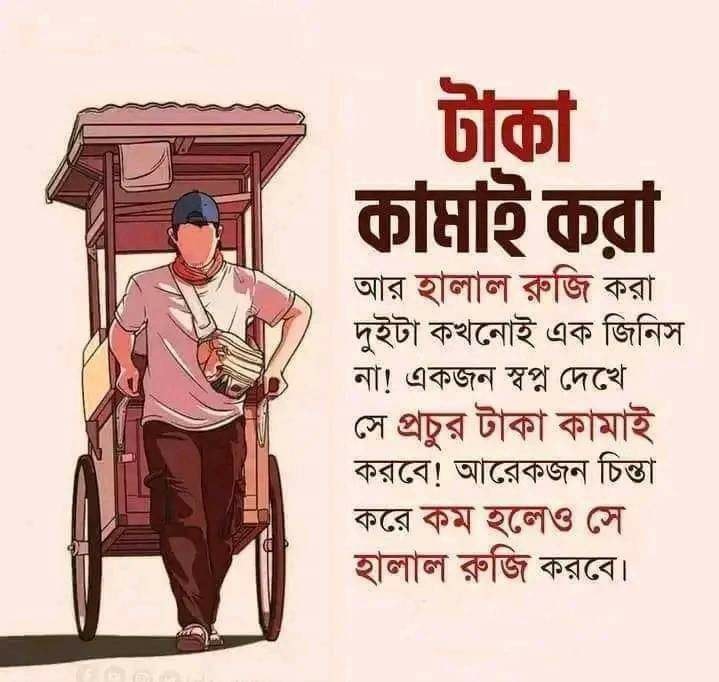 টাকা
কামাই করা
আর হালাল রুজি করা
দুইটা কখনোই এক জিনিস
না! একজন স্বপ্ন দেখে
সে প্রচুর টাকা কামাই
করবে! আরেকজন চিন্তা
করে কম হলেও সে
হালাল রুজি করবে।